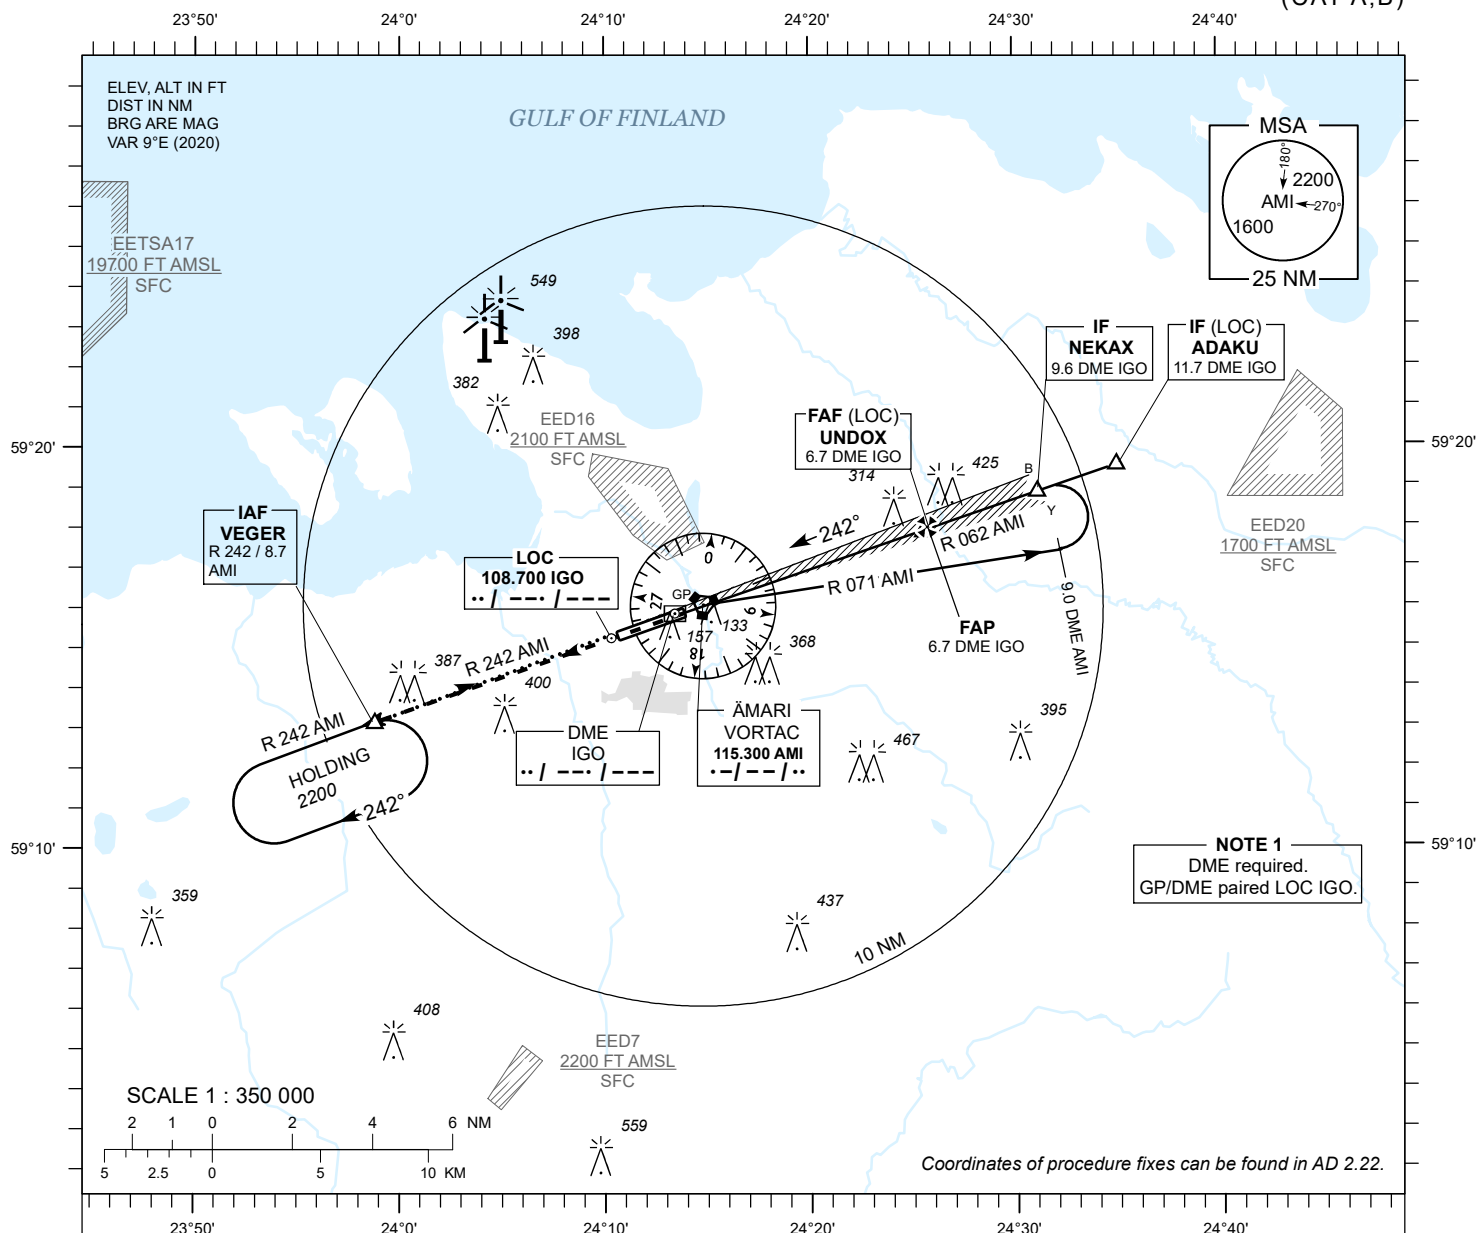 (CAT A,B)
23°50'
24°0'
24°10'
24°20'
24°30'
24°40'
ELEV, ALT IN FT
DIST IN NM
BRG ARE MAG
VAR 9°E (2020)
GULF OF FINLAND
MSA
180°
2200
AMI
270°
1600
25 NM
EETSA17
19700 FT AMSL
SFC
549
398
382
IF
NEKAX
9.6 DME IGO
IF (LOC)
ADAKU
11.7 DME IGO
EED16
2100 FT AMSL
SFC
FAF (LOC)
UNDOX
6.7 DME IGO
314
425
B
Y
59°20'
59°20'
IAF
VEGER
R 242 / 8.7
AMI
242°
R 062 AMI
R 071 AMI
EED20
1700 FT AMSL
SFC
LOC
108.700 IGO
GP
0
9
18
27
157
133
368
FAP
6.7 DME IGO
9.0 DME AMI
R 242 AMI
387
400
R 242 AMI
HOLDING
2200
242°
DME
IGO
ÄMARI
VORTAC
115.300 AMI
467
395
59°10'
59°10'
NOTE 1
DME required.
GP/DME paired LOC IGO.
359
437
10 NM
408
EED7
2200 FT AMSL
SFC
559
SCALE 1 : 350 000
2 1 0 2 4 6 NM
5 2.5 0 5 10 KM
Coordinates of procedure fixes can be found in AD 2.22.
23°50'
24°0'
24°10'
24°20'
24°30'
24°40'